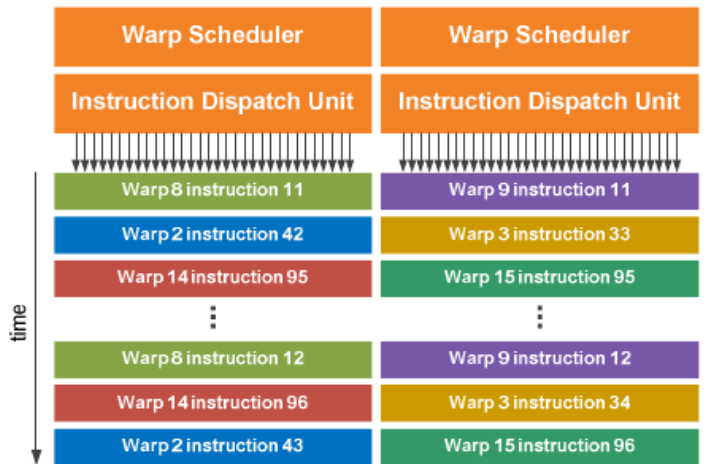 Warp Scheduler
Warp Scheduler
Instruction Dispatch Unit
Instruction Dispatch Unit
time
Warp 8 instruction 11
Warp 9 instruction 11
Warp 2 instruction 42
Warp 3 instruction 33
Warp 14 instruction 95
Warp 15 instruction 95
Warp 8 instruction 12
Warp 9 instruction 12
Warp 14 instruction 96
Warp 3 instruction 34
Warp 2 instruction 43
Warp 15 instruction 96